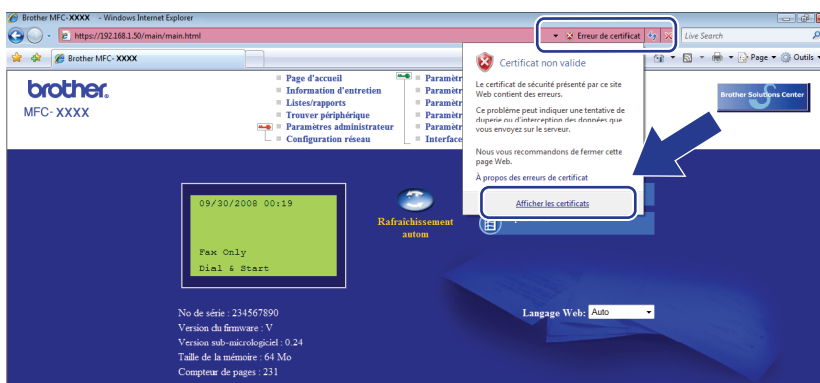 Brother MFC-XXXX - Windows Internet Explorer
https://192.168.1.50/main/main.html
Erreur de certificat
Live Search
Brother MFC- XXXX
Page
Outils
brother.
MFC- XXXX
Page d'accueil
Information d'entretien
Listes/rapports
Trouver périphérique
Paramètres administrateur
Configuration réseau
Paramètr
Paramètr
Paramètr
Paramètr
Paramètr
Interface
Brother Solutions Center
Certificat non valide
Le certificat de sécurité présenté par ce site
Web contient des erreurs.
Ce problème peut indiquer une tentative de
duperie ou d'interception des données que
vous envoyez sur le serveur.
Nous vous recommandons de fermer cette
page Web.
À propos des erreurs de certificat
Afficher les certificats
09/30/2008 00:19
Fax Only
Dial & Start
Rafraîchissement
autom
No de série : 234567890
Version du firmware : V
Version sub-micrologiciel : 0.24
Taille de la mémoire : 64 Mo
Compteur de pages : 231
Langage Web: Auto